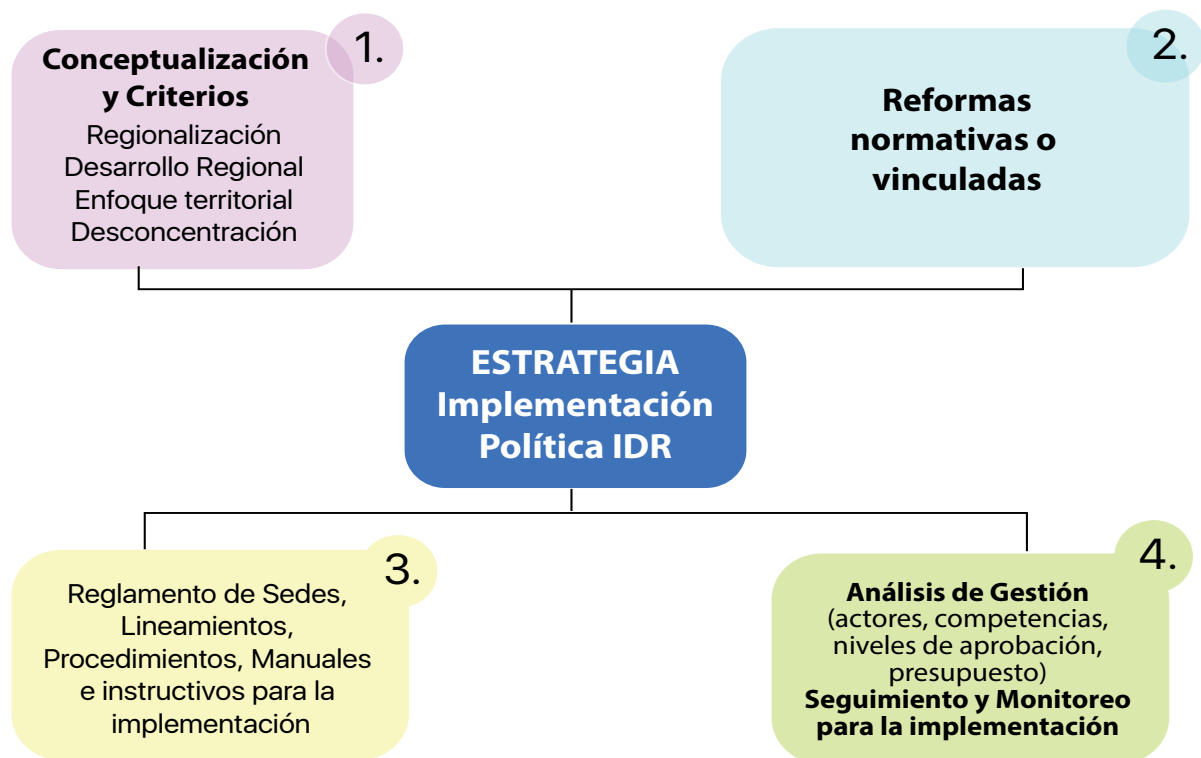 1.
Conceptualización
y Criterios
Regionalización
Desarrollo Regional
Enfoque territorial
Desconcentración
2.
Reformas
normativas o
vinculadas
ESTRATEGIA
Implementación
Política IDR
3.
Reglamento de Sedes,
Lineamientos,
Procedimientos, Manuales
e instructivos para la
implementación
4.
Análisis de Gestión
(actores, competencias,
niveles de aprobación,
presupuesto)
Seguimiento y Monitoreo
para la implementación